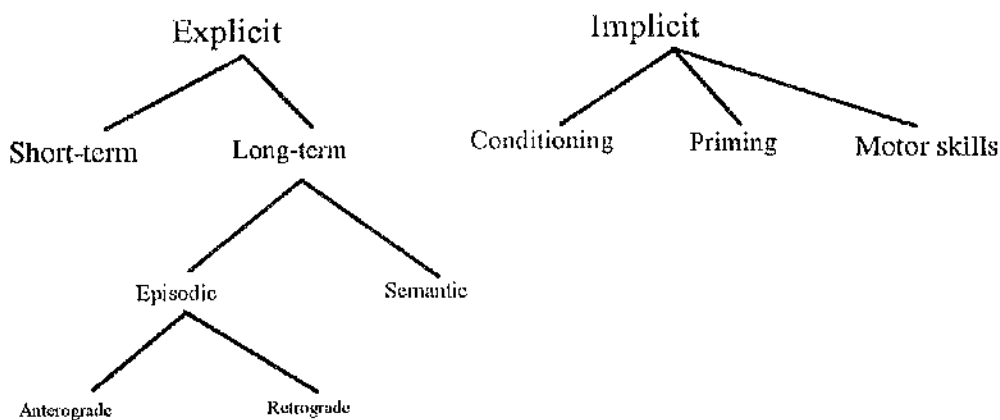 Explicit
Implicit
Short-term
Long-term
Conditioning
Priming
Motor skills
Episodic
Semantic
Anterograde
Retrograde